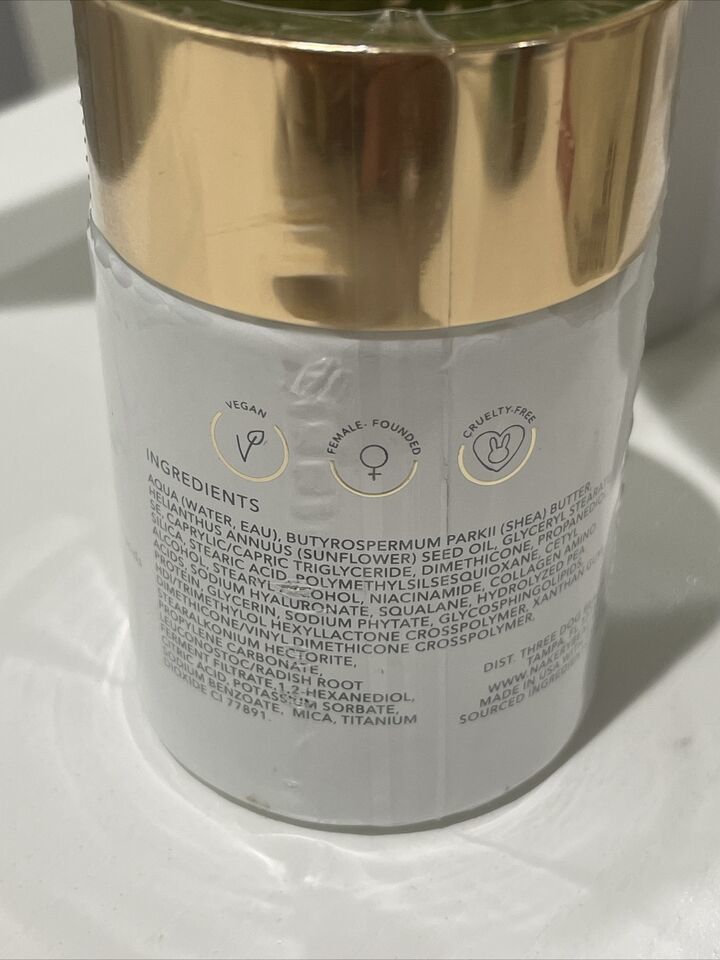 VEGAN
FEMALE- FOUNDED
CRUELTY-FREE
INGREDIENTS
AQUA (WATER, EAU), BUTYROSPERMUM PARKII (SHEA) BUTTER,
HELIANTHUS ANNUUS (SUNFLOWER) SEED OIL, GLYCERYL
CAPRYLIC/CAPRIC TRIGLYCERIDE, DIMETHICONE,
STEARIC ACID, POLYMETHYLSILSESQUIOXANE, CETYL
ALCOHOL, STEARYL ALCOHOL, NIACINAMIDE, COLLAGEN AMINO
ACIDS, SODIUM HYALURONATE, SQUALANE, HYDROLYZED PEA
PROTEIN GLYCERIN, SODIUM PHYTATE, GLYCOSPHINGOLIPIDS,
HDI/TRIMETHYLOL HEXYLLACTONE CROSSPOLYMER, XANTHAN
DIMETHICONE/VINYL DIMETHICONE CROSSPOLYMER,
HECTORITE,
PROPYLENE CARBONATE,
LEUCONOSTOC/RADISH ROOT
FERMENT FILTRATE, 1,2-HEXANEDIOL,
CITRIC ACID, POTASSIUM SORBATE,
SODIUM BENZOATE, MICA, TITANIUM
DIOXIDE CI 77891.
DIST. THREE DOG
TAMPA, FL
MADE IN USA WITH
SOURCED